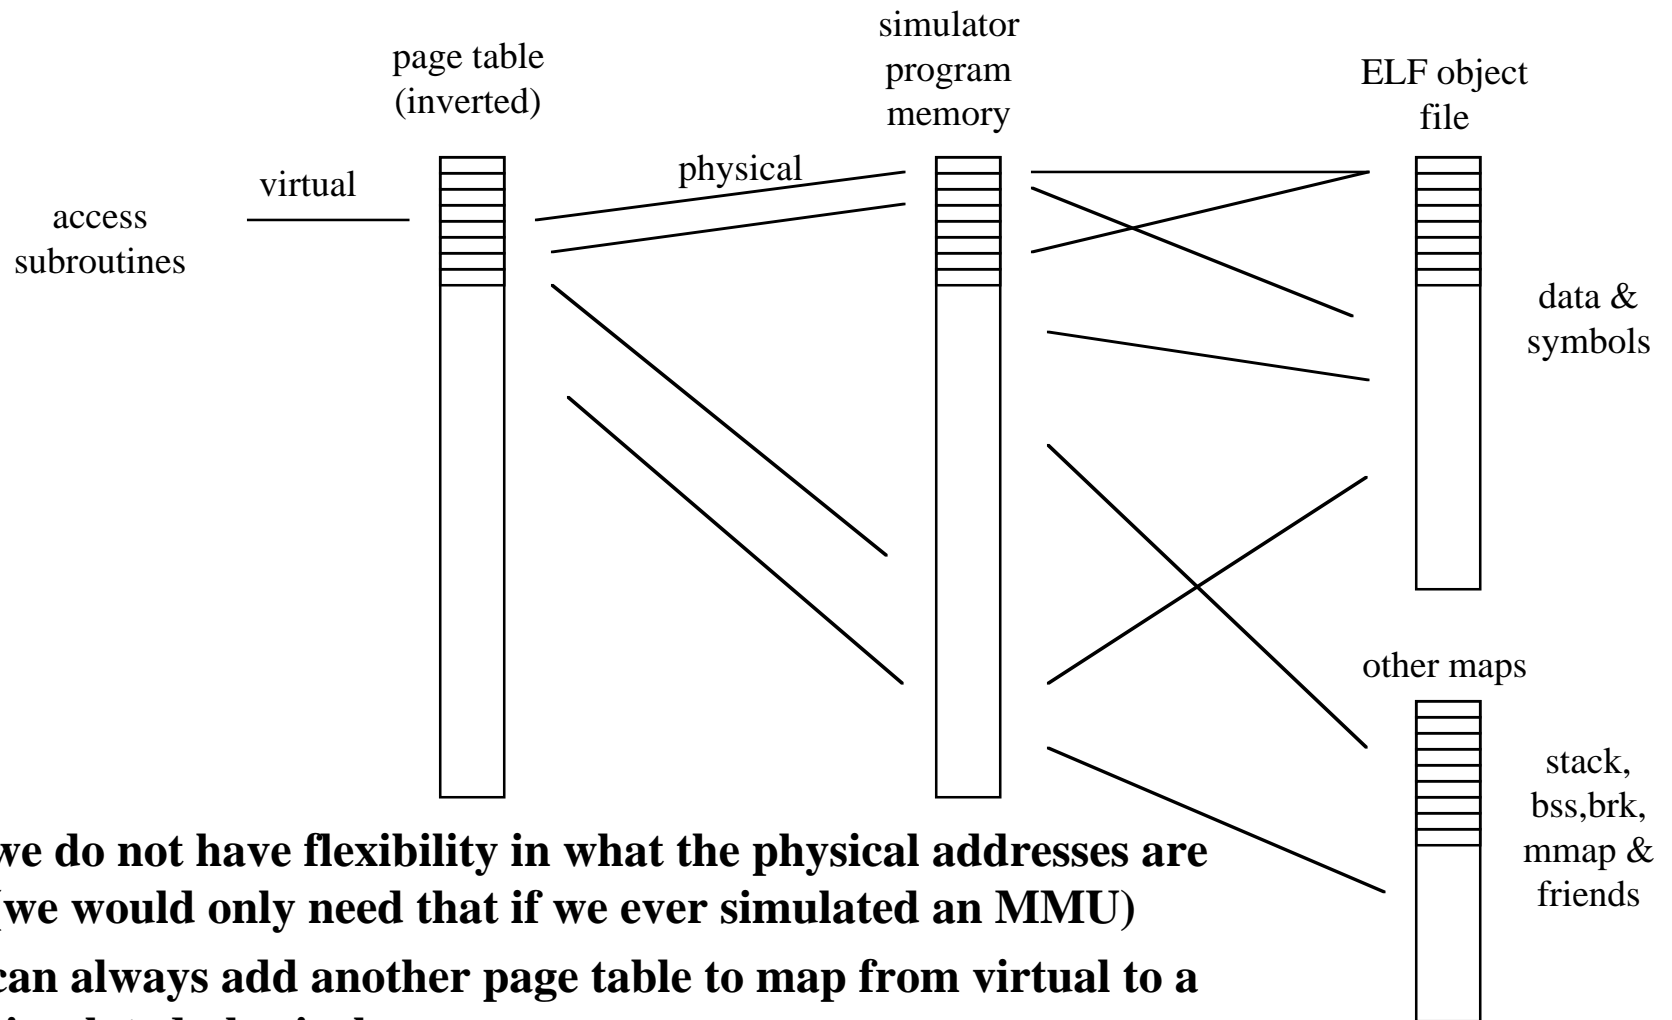 simulator
program
memory
page table
(inverted)
ELF object
file
virtual
physical
access
subroutines
data &
symbols
other maps
stack,
bss,brk,
mmap &
friends
we do not have flexibility in what the physical addresses are
(we would only need that if we ever simulated an MMU)
can always add another page table to map from virtual to a